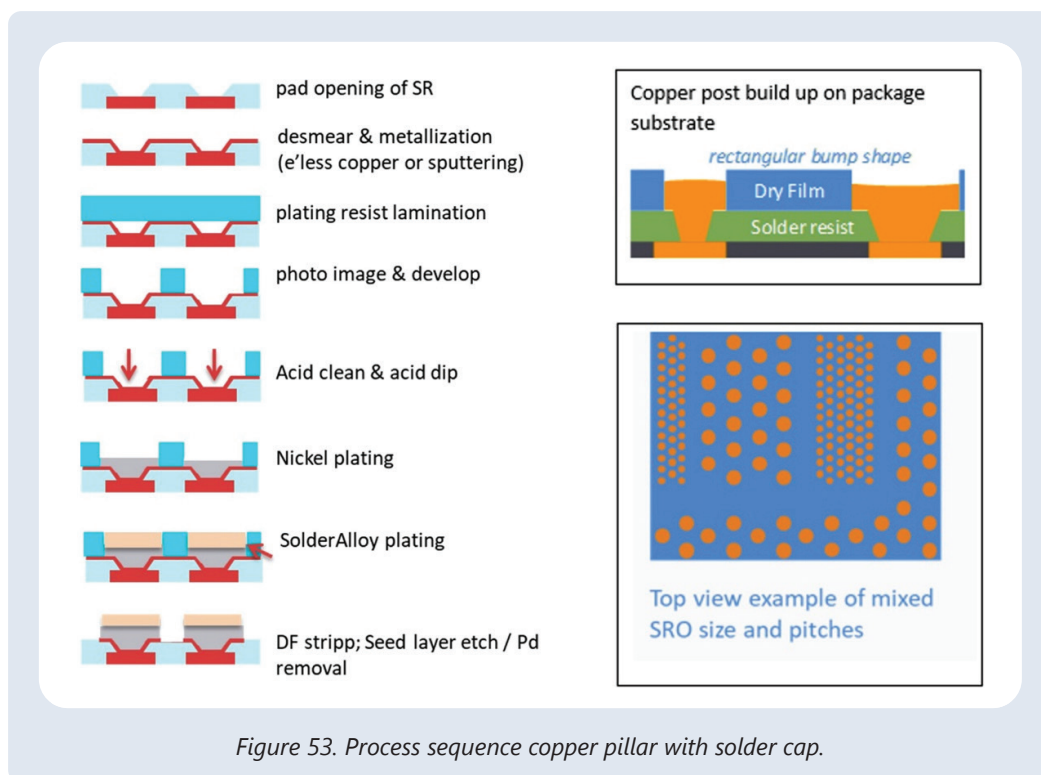 pad opening of SR
desmear & metallization
(e'less copper or sputtering)
plating resist lamination
photo image & develop
Acid clean & acid dip
Nickel plating
SolderAlloy plating
DF stripp; Seed layer etch / Pd
removal
Copper post build up on package
substrate
rectangular bump shape
Dry Film
Solder resist
Top view example of mixed
SRO size and pitches
Figure 53. Process sequence copper pillar with solder cap.